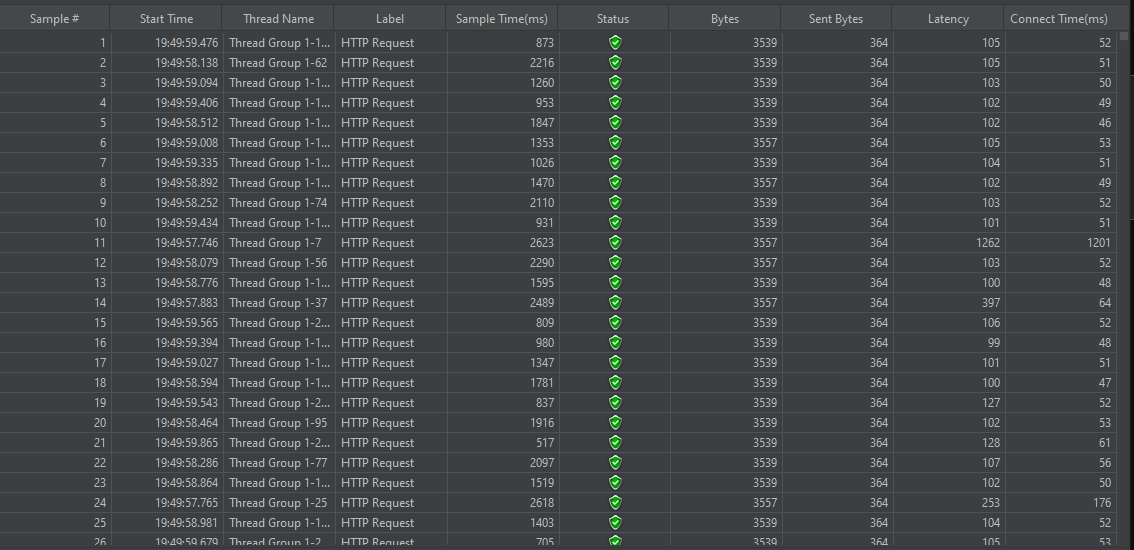 Sample # Start Time Thread Name Label Sample Time(ms) Status Bytes Sent Bytes Latency Connect Time(ms)
1 19:49:59.476 Thread Group 1-1... HTTP Request 873 3539 364 105 52
2 19:49:58.138 Thread Group 1-62 HTTP Request 2216 3539 364 105 51
3 19:49:59.094 Thread Group 1-1... HTTP Request 1260 3539 364 103 50
4 19:49:59.406 Thread Group 1-1... HTTP Request 953 3539 364 102 49
5 19:49:58.512 Thread Group 1-1... HTTP Request 1847 3539 364 102 46
6 19:49:59.008 Thread Group 1-1... HTTP Request 1353 3557 364 105 53
7 19:49:59.335 Thread Group 1-1... HTTP Request 1026 3539 364 104 51
8 19:49:58.892 Thread Group 1-1... HTTP Request 1470 3557 364 102 49
9 19:49:58.252 Thread Group 1-74 HTTP Request 2110 3539 364 103 52
10 19:49:59.434 Thread Group 1-1... HTTP Request 931 3539 364 101 51
11 19:49:57.746 Thread Group 1-7 HTTP Request 2623 3557 364 1262 1201
12 19:49:58.079 Thread Group 1-56 HTTP Request 2290 3557 364 103 52
13 19:49:58.776 Thread Group 1-1... HTTP Request 1595 3539 364 100 48
14 19:49:57.883 Thread Group 1-37 HTTP Request 2489 3557 364 397 64
15 19:49:59.565 Thread Group 1-2... HTTP Request 809 3539 364 106 52
16 19:49:59.394 Thread Group 1-1... HTTP Request 980 3539 364 99 48
17 19:49:59.027 Thread Group 1-1... HTTP Request 1347 3539 364 101 51
18 19:49:58.594 Thread Group 1-1... HTTP Request 1781 3539 364 100 47
19 19:49:59.543 Thread Group 1-2... HTTP Request 837 3539 364 127 52
20 19:49:58.464 Thread Group 1-95 HTTP Request 1916 3539 364 102 53
21 19:49:59.865 Thread Group 1-2... HTTP Request 517 3539 364 128 61
22 19:49:58.286 Thread Group 1-77 HTTP Request 2097 3539 364 107 56
23 19:49:58.864 Thread Group 1-1... HTTP Request 1519 3539 364 102 50
24 19:49:57.765 Thread Group 1-25 HTTP Request 2618 3557 364 253 176
25 19:49:58.981 Thread Group 1-1... HTTP Request 1403 3539 364 104 52
26 19:49:59.679 Thread Group 1-2... HTTP Request 705 3539 364 105 53